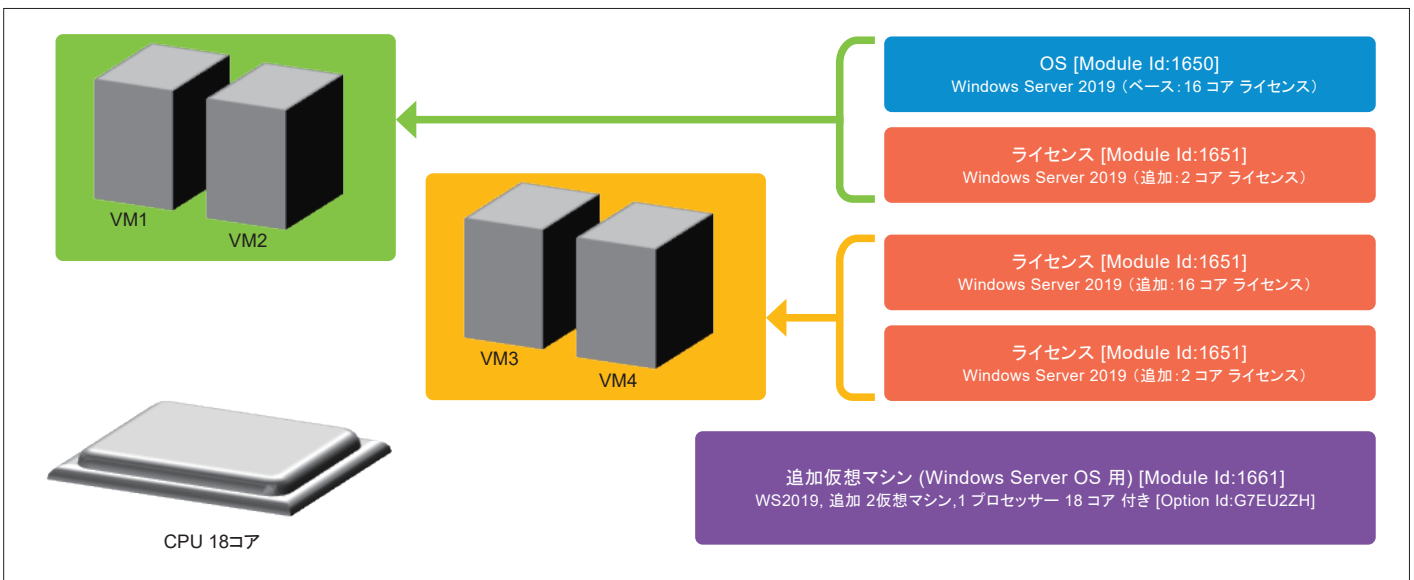 VM1
VM2
OS [Module Id:1650]
Windows Server 2019 (ベース:16 コア ライセンス)
ライセンス [Module Id:1651]
Windows Server 2019 (追加:2 コア ライセンス)
VM3
VM4
ライセンス [Module Id:1651]
Windows Server 2019 (追加:16 コア ライセンス)
ライセンス [Module Id:1651]
Windows Server 2019 (追加:2 コア ライセンス)
CPU 18コア
追加仮想マシン (Windows Server OS 用) [Module Id:1661]
WS2019, 追加 2仮想マシン,1 プロセッサー 18 コア 付き [Option Id:G7EU2ZH]